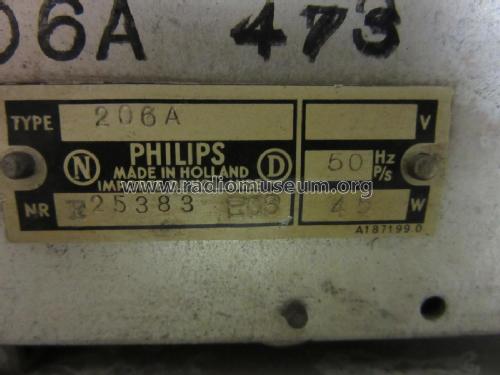 06A 473
TYPE 206A V
N PHILIPS D
MADE IN HOLLAND 50 Hz P/s
www.radiomuseum.org
NR 25383 W
A187199 0